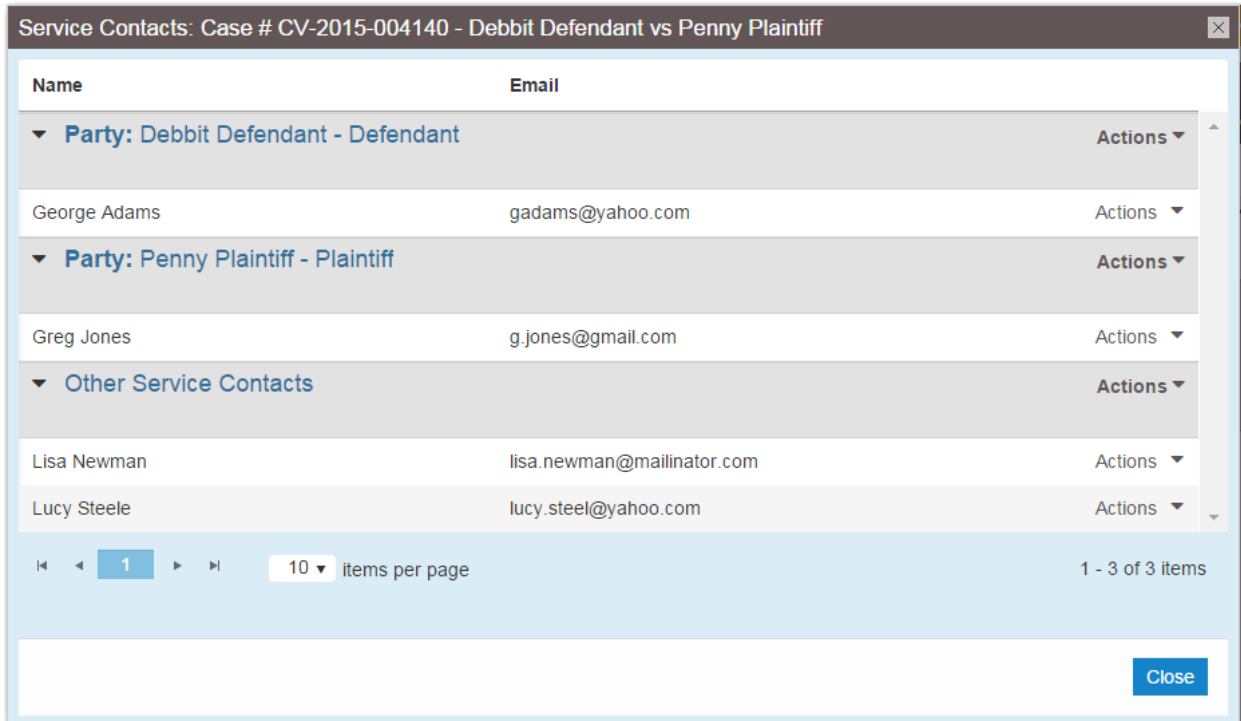 Service Contacts: Case # CV-2015-004140 - Debbit Defendant vs Penny Plaintiff
Name Email
Party: Debbit Defendant - Defendant Actions
George Adams gadams@yahoo.com Actions
Party: Penny Plaintiff - Plaintiff Actions
Greg Jones g.jones@gmail.com Actions
Other Service Contacts Actions
Lisa Newman lisa.newman@mailinator.com Actions
Lucy Steele lucy.steel@yahoo.com Actions
1 10 items per page 1 - 3 of 3 items
Close